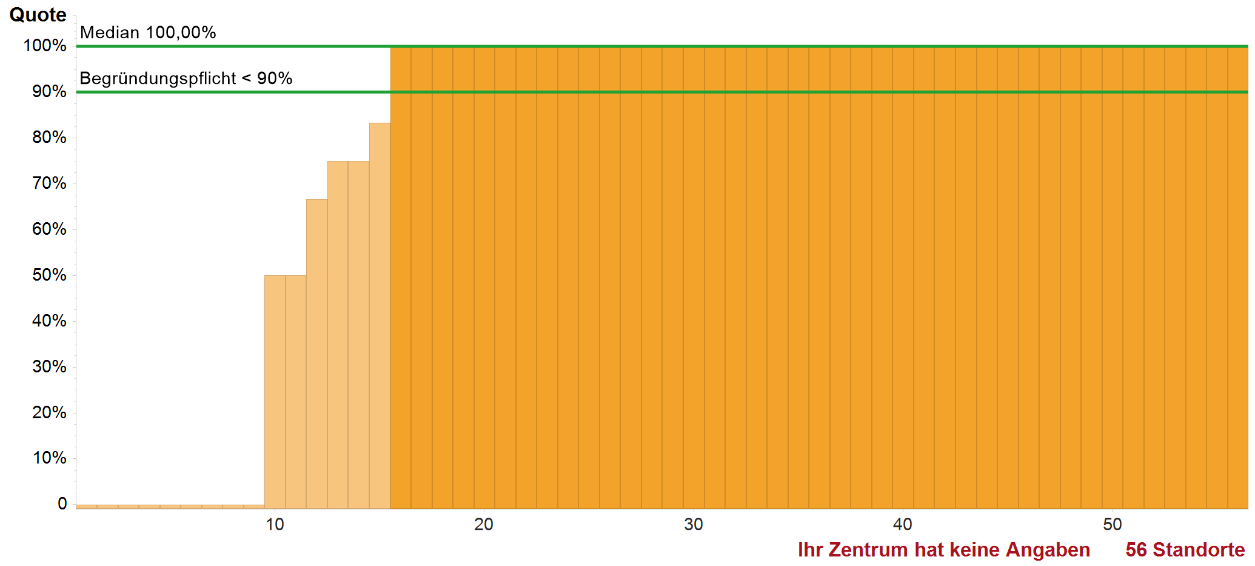 Quote
Median 100,00%
100%
Begründungspflicht < 90%
90%
80%
70%
60%
50%
40%
30%
20%
10%
0
10 20 30 40 50
Ihr Zentrum hat keine Angaben 56 Standorte